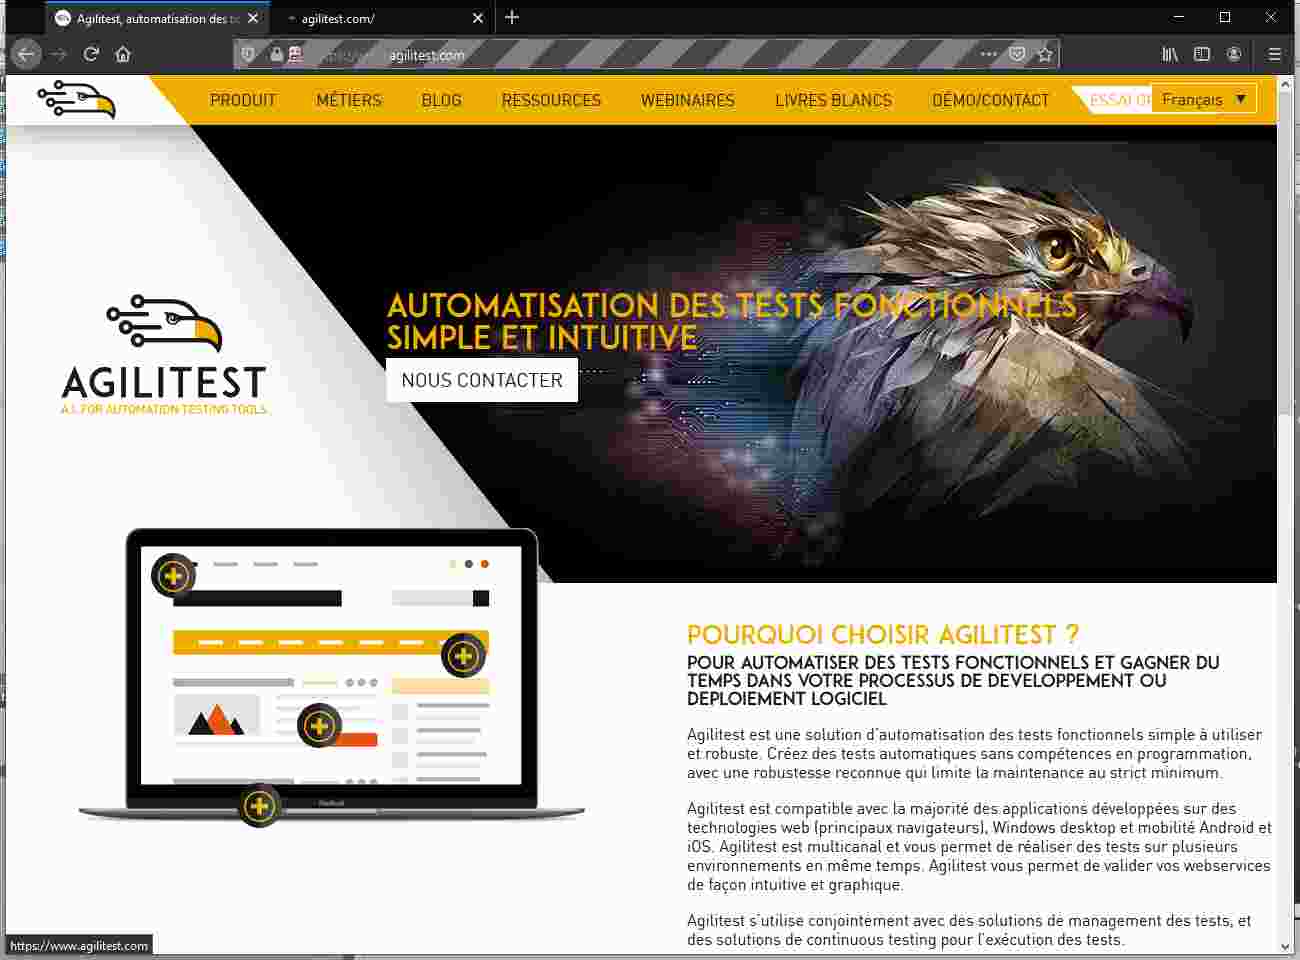 Agilitest, automatisation des t
agilitest.com/
agilitest.com
PRODUIT
MÉTIERS
BLOG
RESSOURCES
WEBINAIRES
LIVRES BLANCS
DÉMO/CONTACT
ESSAI
Français ▼
AUTOMATISATION DES TESTS FONCTIONNELS
SIMPLE ET INTUITIVE
NOUS CONTACTER
AGILITEST
A.I. FOR AUTOMATION TESTING TOOLS
POURQUOI CHOISIR AGILITEST ?
POUR AUTOMATISER DES TESTS FONCTIONNELS ET GAGNER DU
TEMPS DANS VOTRE PROCESSUS DE DEVELOPPEMENT OU
DEPLOIEMENT LOGICIEL
Agilitest est une solution d'automatisation des tests fonctionnels simple à utiliser
et robuste. Créez des tests automatiques sans compétences en programmation,
avec une robustesse reconnue qui limite la maintenance au strict minimum.
Agilitest est compatible avec la majorité des applications développées sur des
technologies web (principaux navigateurs), Windows desktop et mobilité Android et
iOS. Agilitest est multicanal et vous permet de réaliser des tests sur plusieurs
environnements en même temps. Agilitest vous permet de valider vos webservices
de façon intuitive et graphique.
Agilitest s'utilise conjointement avec des solutions de management des tests, et
des solutions de continuous testing pour l'exécution des tests.
https://www.agilitest.com